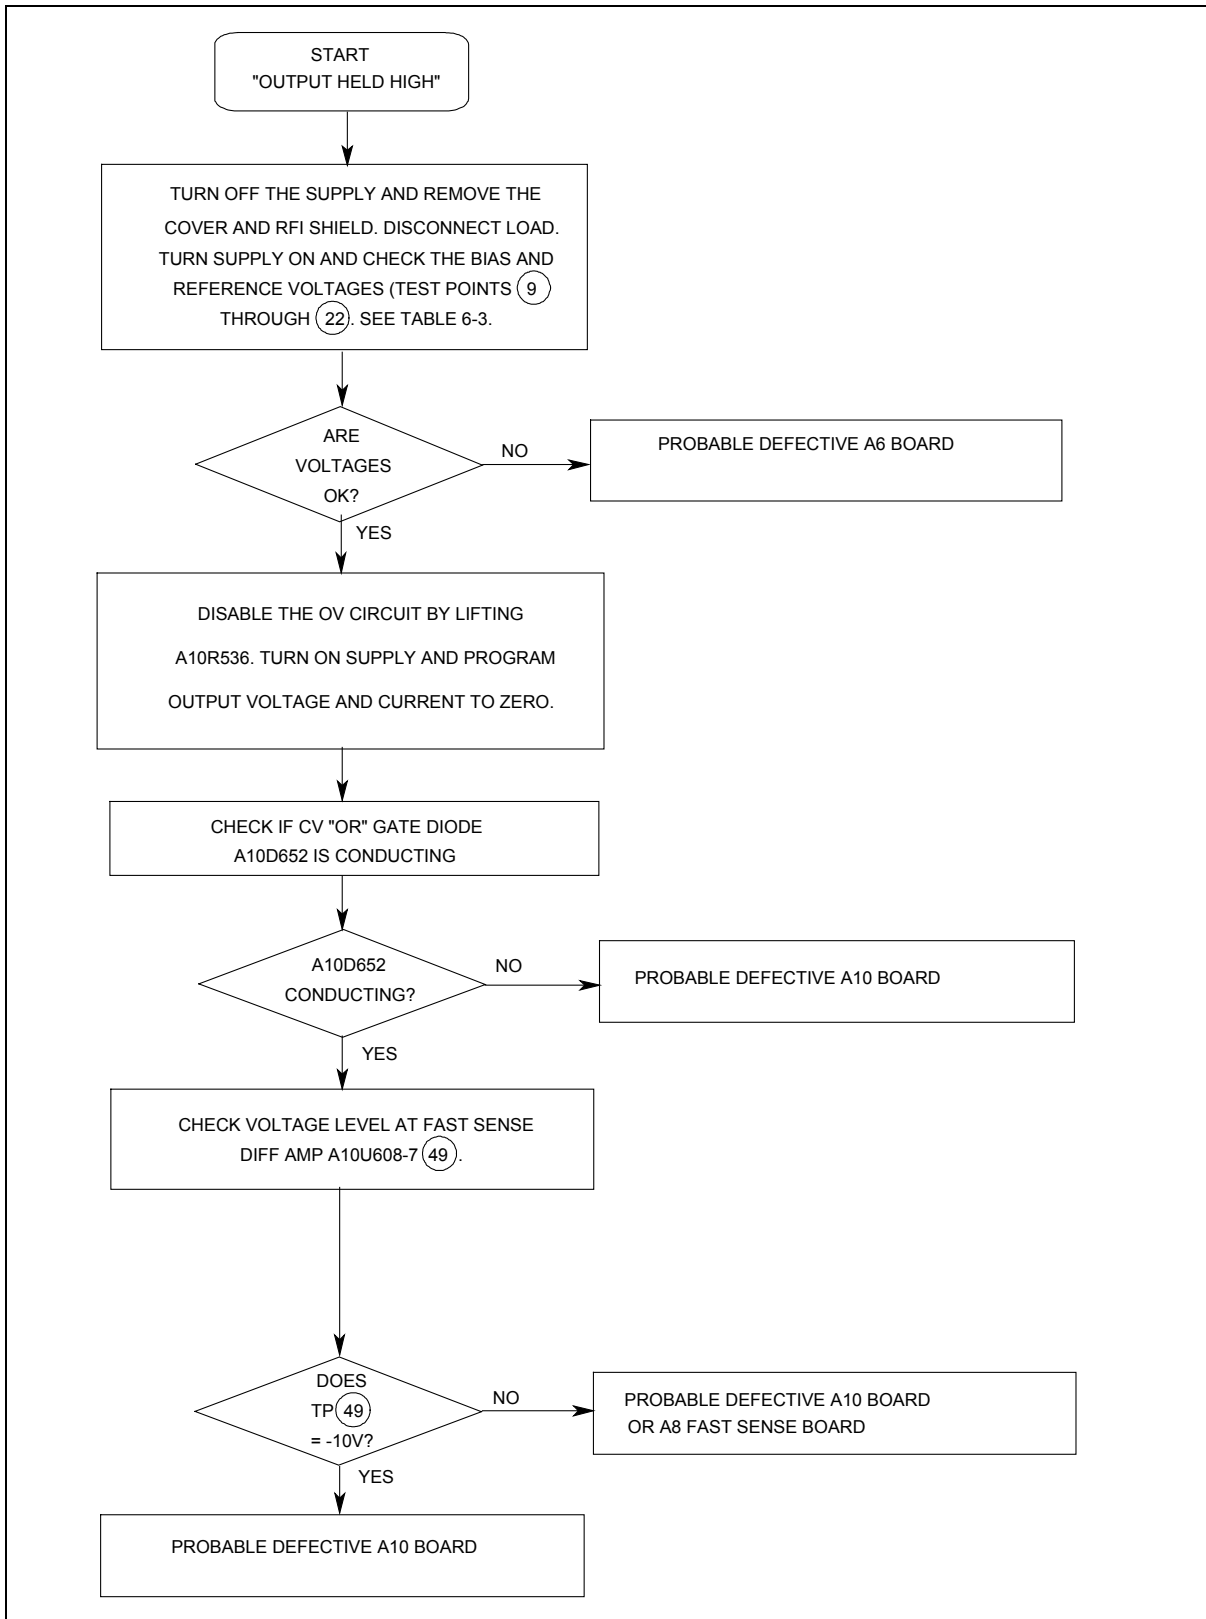 START
"OUTPUT HELD HIGH"
TURN OFF THE SUPPLY AND REMOVE THE
COVER AND RFI SHIELD. DISCONNECT LOAD.
TURN SUPPLY ON AND CHECK THE BIAS AND
REFERENCE VOLTAGES (TEST POINTS 9
THROUGH 22). SEE TABLE 6-3.
ARE
VOLTAGES
OK?
NO
PROBABLE DEFECTIVE A6 BOARD
YES
DISABLE THE OV CIRCUIT BY LIFTING
A10R536. TURN ON SUPPLY AND PROGRAM
OUTPUT VOLTAGE AND CURRENT TO ZERO.
CHECK IF CV "OR" GATE DIODE
A10D652 IS CONDUCTING
A10D652
CONDUCTING?
NO
PROBABLE DEFECTIVE A10 BOARD
YES
CHECK VOLTAGE LEVEL AT FAST SENSE
DIFF AMP A10U608-7 49.
DOES
TP 49
= -10V?
NO
PROBABLE DEFECTIVE A10 BOARD
OR A8 FAST SENSE BOARD
YES
PROBABLE DEFECTIVE A10 BOARD